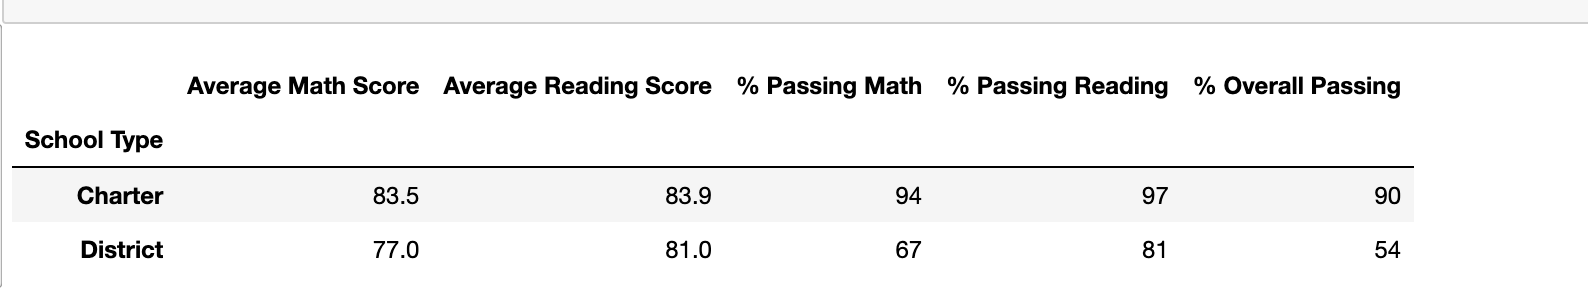 Average Math Score Average Reading Score % Passing Math % Passing Reading % Overall Passing
School Type
Charter 83.5 83.9 94 97 90
District 77.0 81.0 67 81 54